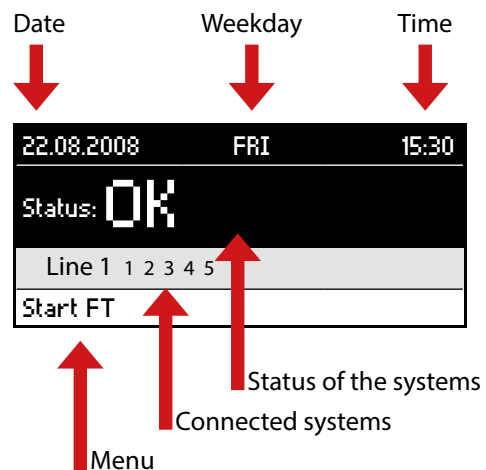 Date Weekday Time
22.08.2008 FRI 15:30
Status: OK
Line 1 1 2 3 4 5
Start FT
Status of the systems
Connected systems
Menu